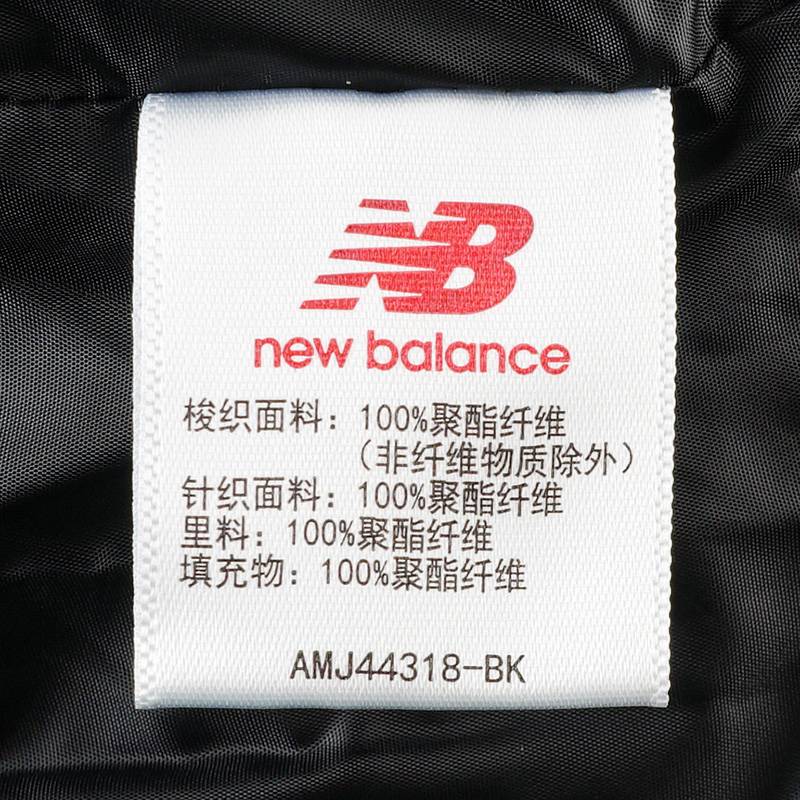 NB
new balance
梭织面料：100%聚酯纤维
（非纤维物质除外）
针织面料：100%聚酯纤维
里料：100%聚酯纤维
填充物：100%聚酯纤维
AMJ44318-BK